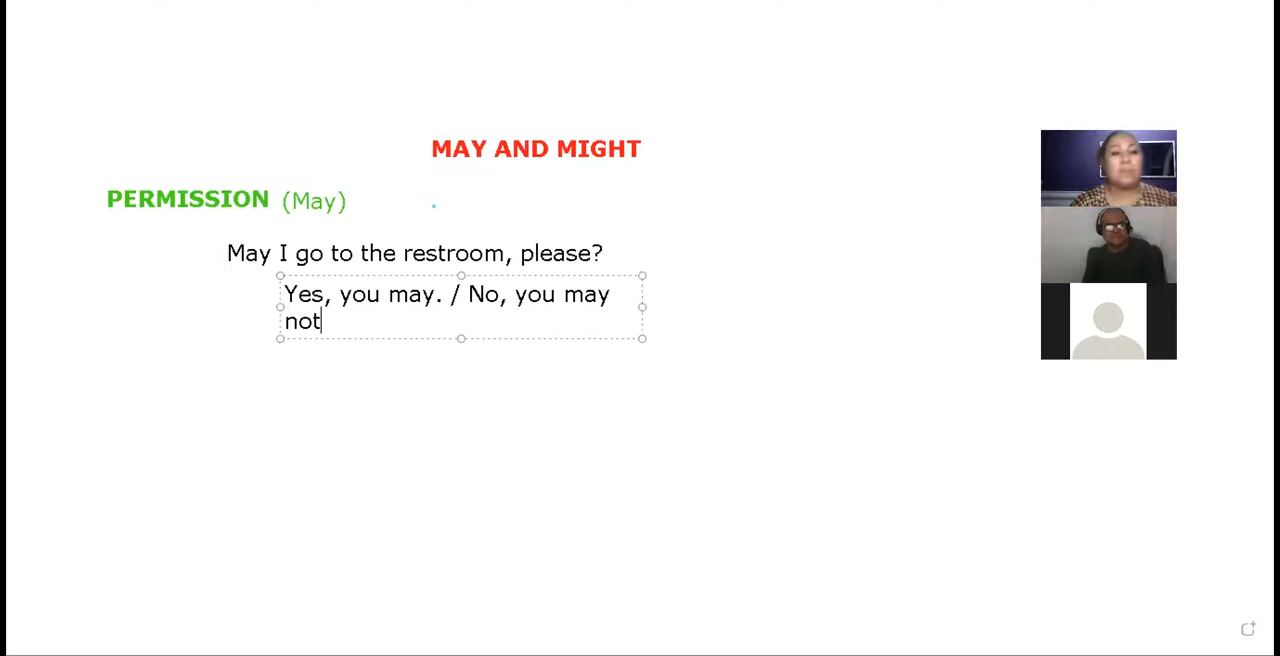 MAY AND MIGHT
PERMISSION (May)
May I go to the restroom, please?
Yes, you may. / No, you may
not